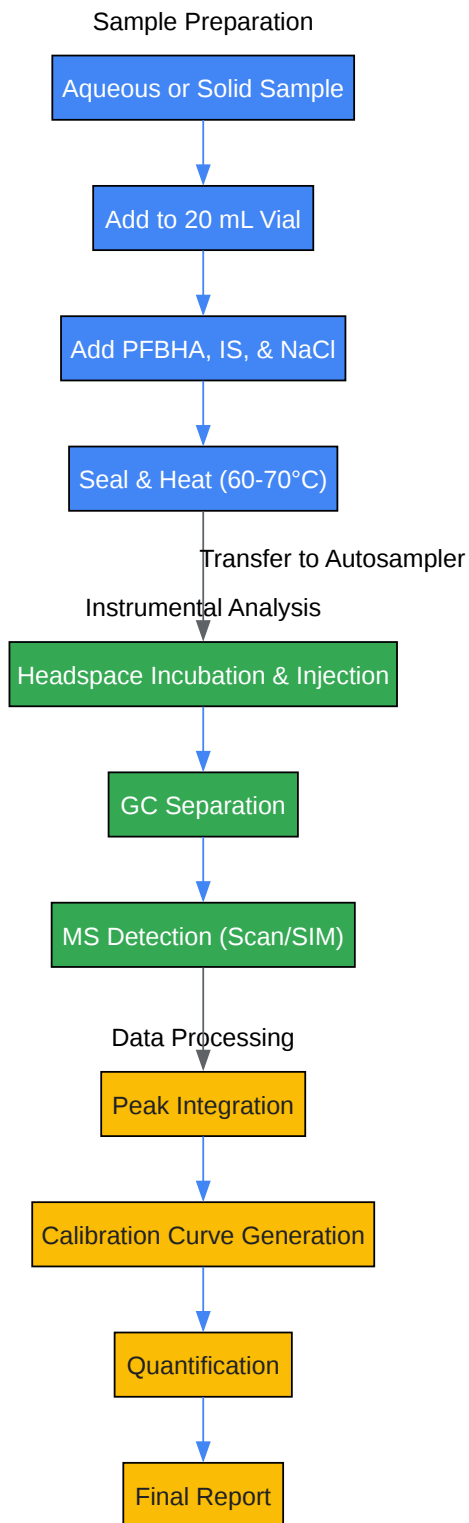 Sample Preparation
Aqueous or Solid Sample
Add to 20 mL Vial
Add PFBHA, IS, & NaCl
Seal & Heat (60-70°C)
Transfer to Autosampler
Instrumental Analysis
Headspace Incubation & Injection
GC Separation
MS Detection (Scan/SIM)
Data Processing
Peak Integration
Calibration Curve Generation
Quantification
Final Report